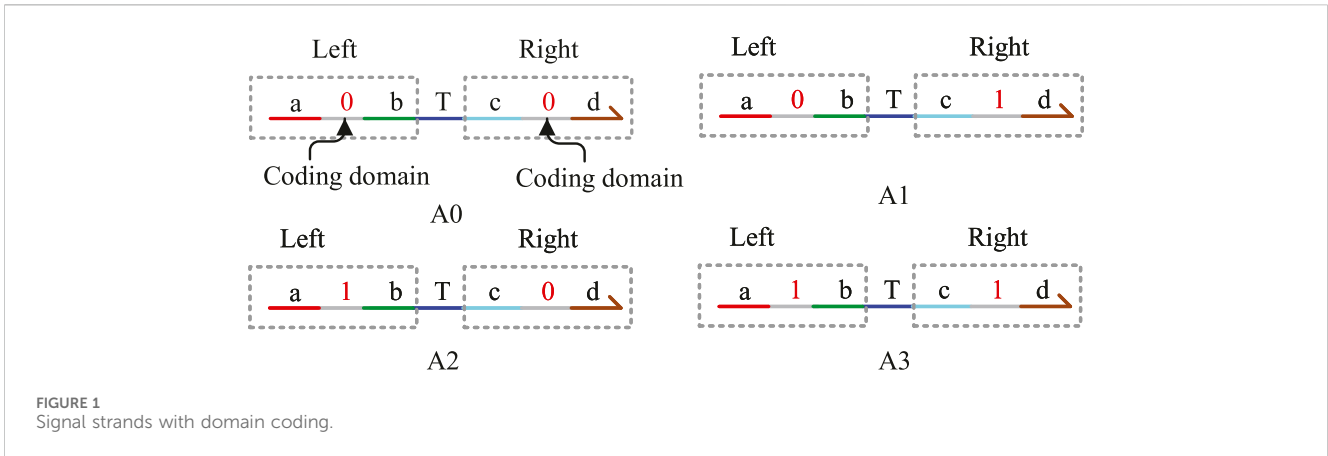 Left Right
a 0 b T c 0 d
Coding domain Coding domain
A0
Left Right
a 0 b T c 1 d
A1
Left Right
a 1 b T c 0 d
A2
Left Right
a 1 b T c 1 d
A3
FIGURE 1
Signal strands with domain coding.